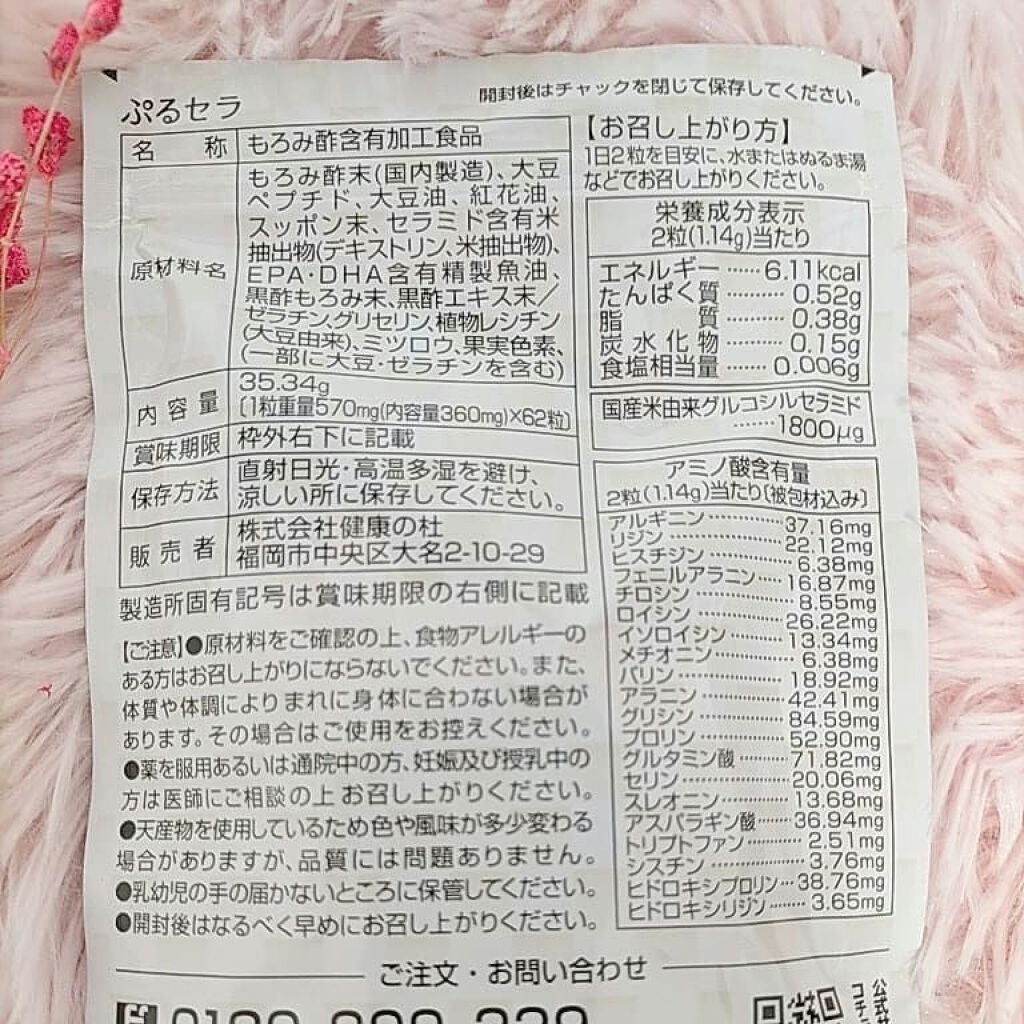 ぷるセラ
開封後はチャックを閉じて保存してください。
名 称 もろみ酢含有加工食品
原材料名
もろみ酢末(国内製造)、大豆
ペプチド、大豆油、紅花油、
スッポン末、セラミド含有米
抽出物(デキストリン、米抽出物)、
EPA・DHA含有精製魚油、
黒酢もろみ末、黒酢エキス末/
ゼラチン、グリセリン、植物レシチン
(大豆由来)、ミツロウ、果実色素、
(一部に大豆・ゼラチンを含む)
内容量
35.34g
〔1粒重量570mg(内容量360mg)×62粒〕
賞味期限 枠外右下に記載
保存方法
直射日光・高温多湿を避け、
涼しい所に保存してください。
販売者
株式会社健康の杜
福岡市中央区大名2-10-29
製造所固有記号は賞味期限の右側に記載
【ご注意】●原材料をご確認の上、食物アレルギーの
ある方はお召し上がりにならないでください。また、
体質や体調によりまれに身体に合わない場合が
あります。その場合はご使用をお控えください。
●薬を服用あるいは通院中の方、妊娠及び授乳中の
方は医師にご相談の上お召し上がりください。
●天産物を使用しているため色や風味が多少変わる
場合がありますが、品質には問題ありません。
●乳幼児の手の届かないところに保管してください。
●開封後はなるべく早めにお召し上がりください。
【お召し上がり方】
1日2粒を目安に、水またはぬるま湯
などでお召し上がりください。
栄養成分表示
2粒(1.14g)当たり
エネルギー……6.11kcal
たんぱく質………0.52g
脂 質………0.38g
炭水化物………0.15g
食塩相当量……0.006g
国産米由来グルコシルセラミド
……1800μg
アミノ酸含有量
2粒(1.14g)当たり〔被包材込み〕
アルギニン………37.16mg
リジン………22.12mg
ヒスチジン………6.38mg
フェニルアラニン……16.87mg
チロシン………8.55mg
ロイシン………26.22mg
イソロイシン………13.34mg
メチオニン………6.38mg
バリン………18.92mg
アラニン………42.41mg
グリシン………84.59mg
プロリン………52.90mg
グルタミン酸………71.82mg
セリン………20.06mg
スレオニン………13.68mg
アスパラギン酸……36.94mg
トリプトファン………2.51mg
シスチン………3.76mg
ヒドロキシプロリン…38.76mg
ヒドロキシリジン……3.65mg
ご注文・お問い合わせ